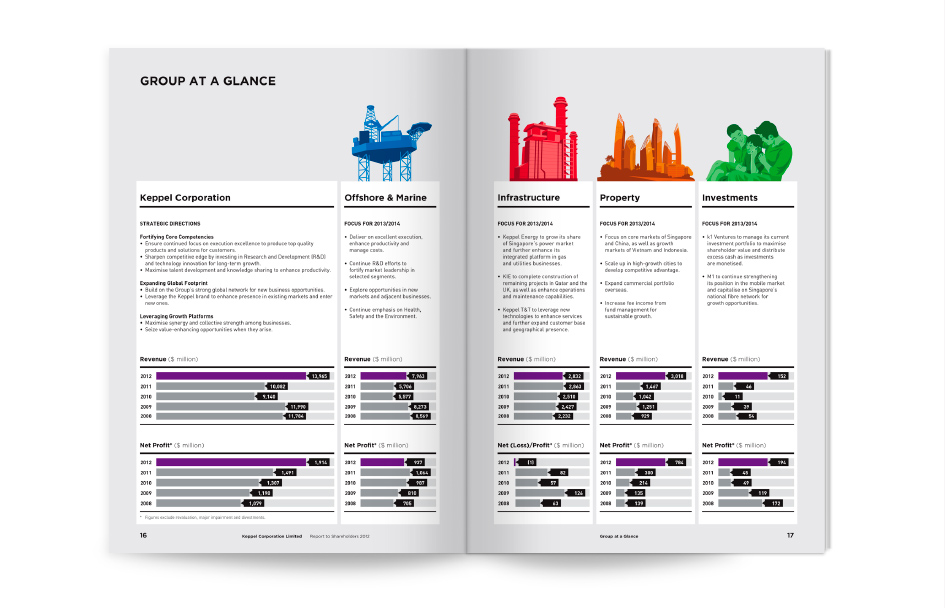 GROUP AT A GLANCE
Keppel Corporation
STRATEGIC DIRECTIONS
Fortifying Core Competencies
• Ensure continued focus on execution excellence to produce top quality
products and solutions for customers.
• Sharpen competitive edge by investing in Research and Development (R&D)
and technology innovation for long-term growth.
• Maximise talent development and knowledge sharing to enhance productivity.
Expanding Global Footprint
• Build on the Group's strong global network for new business opportunities.
• Leverage the Keppel brand to enhance presence in existing markets and enter
new ones.
Leveraging Growth Platforms
• Maximise synergy and collective strength among businesses.
• Seize value-enhancing opportunities when they arise.
Revenue ($ million)
2012 13,965
2011 10,082
2010 9,140
2009 11,990
2008 11,784
Net Profit* ($ million)
2012 1,914
2011 1,491
2010 1,307
2009 1,190
2008 1,079
* Figures exclude revaluation, major impairment and divestments.
Offshore & Marine
FOCUS FOR 2013/2014
• Deliver on excellent execution,
enhance productivity and
manage costs.
• Continue R&D efforts to
fortify market leadership in
selected segments.
• Explore opportunities in new
markets and adjacent businesses.
• Continue emphasis on Health,
Safety and the Environment.
Revenue ($ million)
2012 7,963
2011 5,706
2010 5,577
2009 8,273
2008 8,569
Net Profit* ($ million)
2012 937
2011 1,064
2010 987
2009 810
2008 705
16
Keppel Corporation Limited Report to Shareholders 2012
Infrastructure
FOCUS FOR 2013/2014
• Keppel Energy to grow its share
of Singapore's power market
and further enhance its
integrated platform in gas
and utilities businesses.
• KIE to complete construction of
remaining projects in Qatar and the
UK, as well as enhance operations
and maintenance capabilities.
• Keppel T&T to leverage new
technologies to enhance services
and further expand customer base
and geographical presence.
Revenue ($ million)
2012 2,832
2011 2,863
2010 2,510
2009 2,427
2008 2,232
Net (Loss)/Profit* ($ million)
2012
2011 82
2010 57
2009 124
2008 63
Property
FOCUS FOR 2013/2014
• Focus on core markets of Singapore
and China, as well as growth
markets of Vietnam and Indonesia.
• Scale up in high-growth cities to
develop competitive advantage.
• Expand commercial portfolio
overseas.
• Increase fee income from
fund management for
sustainable growth.
Revenue ($ million)
2012 3,018
2011 1,467
2010 1,042
2009 1,251
2008 929
Net Profit* ($ million)
2012 784
2011 300
2010 214
2009 135
2008 139
Investments
FOCUS FOR 2013/2014
• k1 Ventures to manage its current
investment portfolio to maximise
shareholder value and distribute
excess cash as investments
are monetised.
• M1 to continue strengthening
its position in the mobile market
and capitalise on Singapore's
national fibre network for
growth opportunities.
Revenue ($ million)
2012 152
2011 46
2010 11
2009 39
2008 54
Net Profit* ($ million)
2012 194
2011 45
2010 49
2009 119
2008 172
Group at a Glance
17